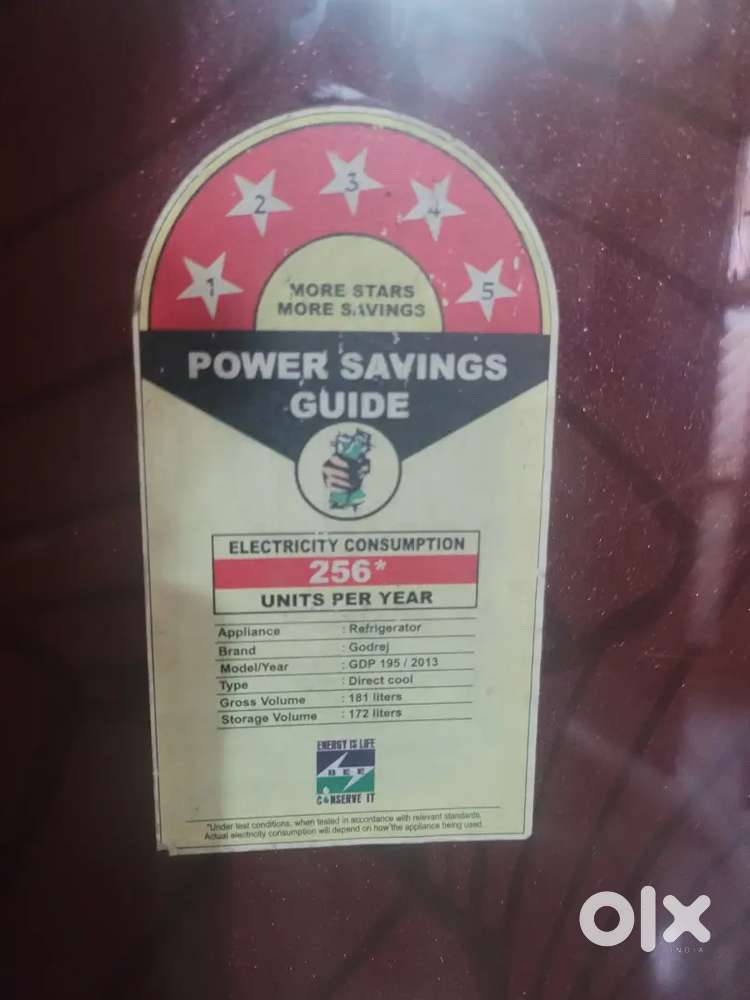 1 2 3 4 5
MORE STARS
MORE SAVINGS
POWER SAVINGS
GUIDE
ELECTRICITY CONSUMPTION
256*
UNITS PER YEAR
Appliance : Refrigerator
Brand : Godrej
Model/Year : GDP 195 / 2013
Type : Direct cool
Gross Volume : 181 liters
Storage Volume : 172 liters
ENERGY IS LIFE
BEE
CONSERVE IT
*Under test conditions, when tested in accordance with relevant standards.
Actual electricity consumption will depend on how the appliance being used.
olx
INDIA